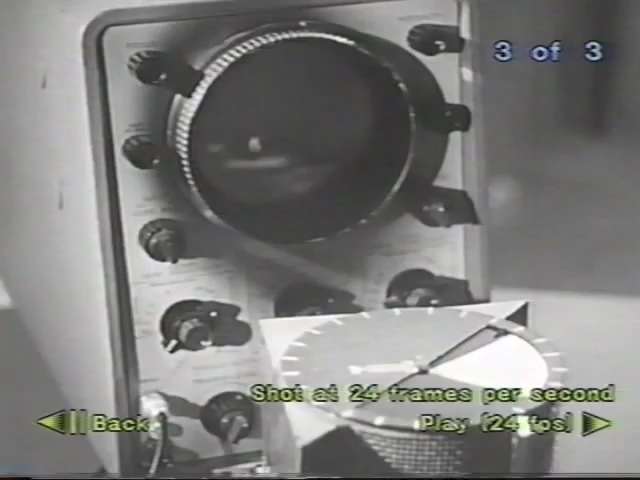 3 of 3
Shot at 24 frames per second
Back
Play (24 fps)